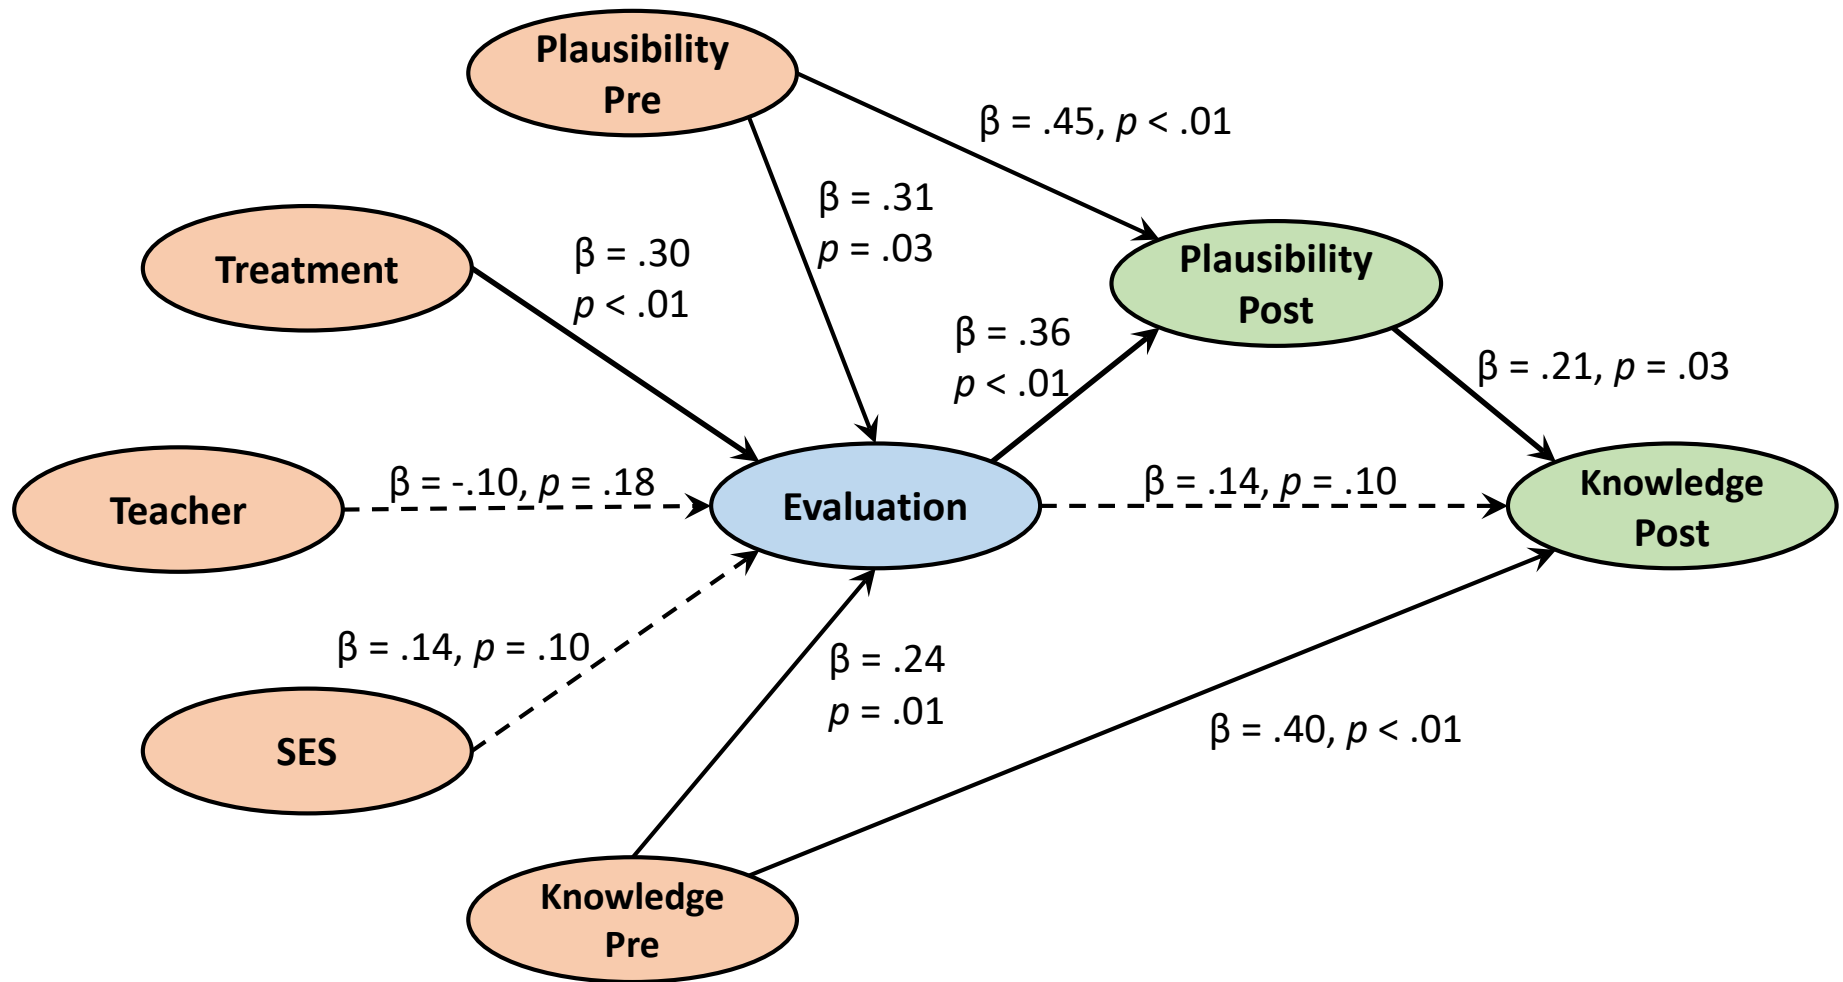 Plausibility
Pre
β = .45, p < .01
β = .31
p = .03
Treatment
β = .30
p < .01
Plausibility
Post
β = .36
p < .01
β = .21, p = .03
Teacher
β = -.10, p = .18
Evaluation
β = .14, p = .10
Knowledge
Post
β = .14, p = .10
SES
β = .24
p = .01
β = .40, p < .01
Knowledge
Pre